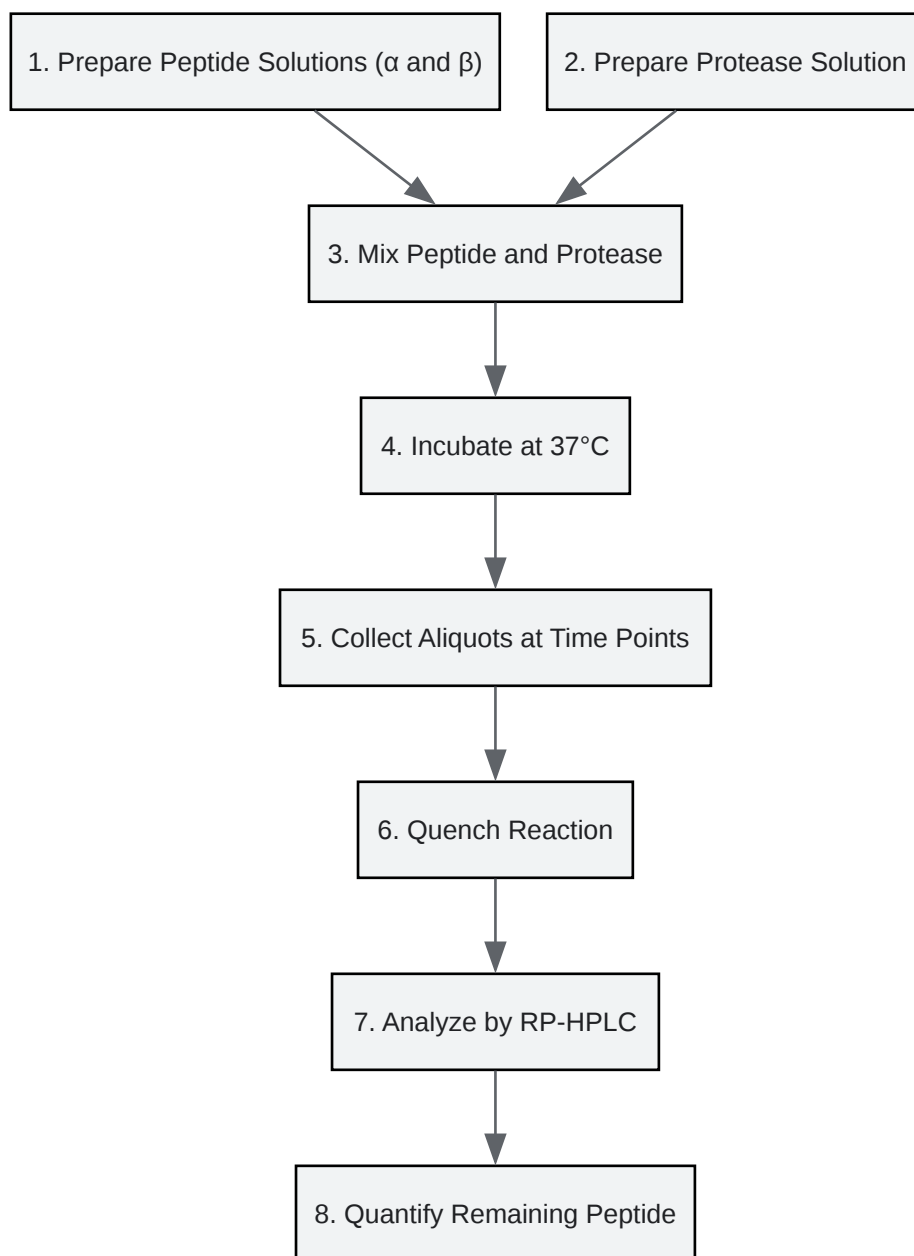 1. Prepare Peptide Solutions (α and β)
2. Prepare Protease Solution
3. Mix Peptide and Protease
4. Incubate at 37°C
5. Collect Aliquots at Time Points
6. Quench Reaction
7. Analyze by RP-HPLC
8. Quantify Remaining Peptide